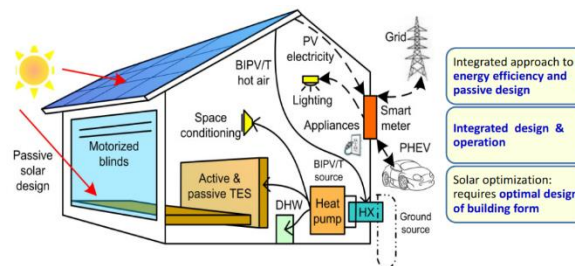 PV
electricity
Grid
BIPV/T
hot air
Lighting
Smart
meter
Appliances
Space
conditioning
PHEV
Passive
solar
design
Motorized
blinds
BIPV/T
source
Active &
passive TES
DHW
Heat
pump
HX
Ground
source
Integrated approach to
energy efficiency and
passive design
Integrated design &
operation
Solar optimization:
requires optimal design
of building form